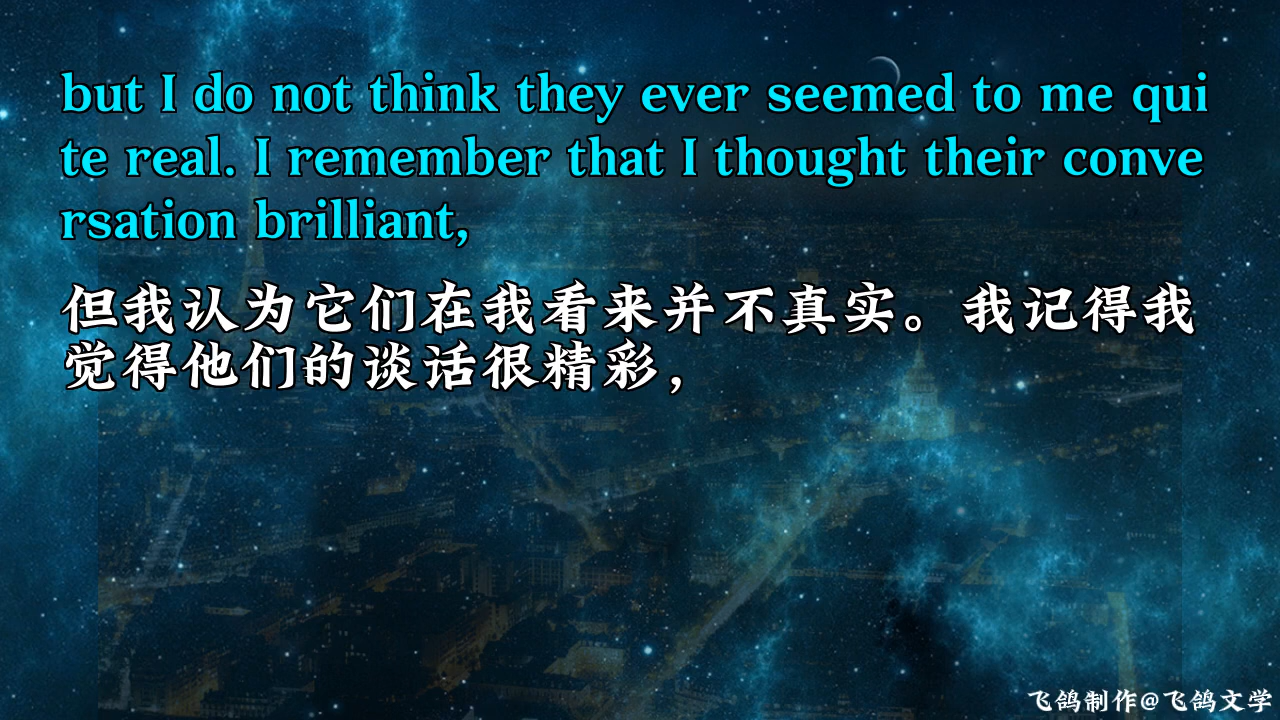 but I do not think they ever seemed to me qui
te real. I remember that I thought their conve
rsation brilliant,
但我认为它们在我看来并不真实。我记得我
觉得他们的谈话很精彩，
飞鸽制作@飞鸽文学